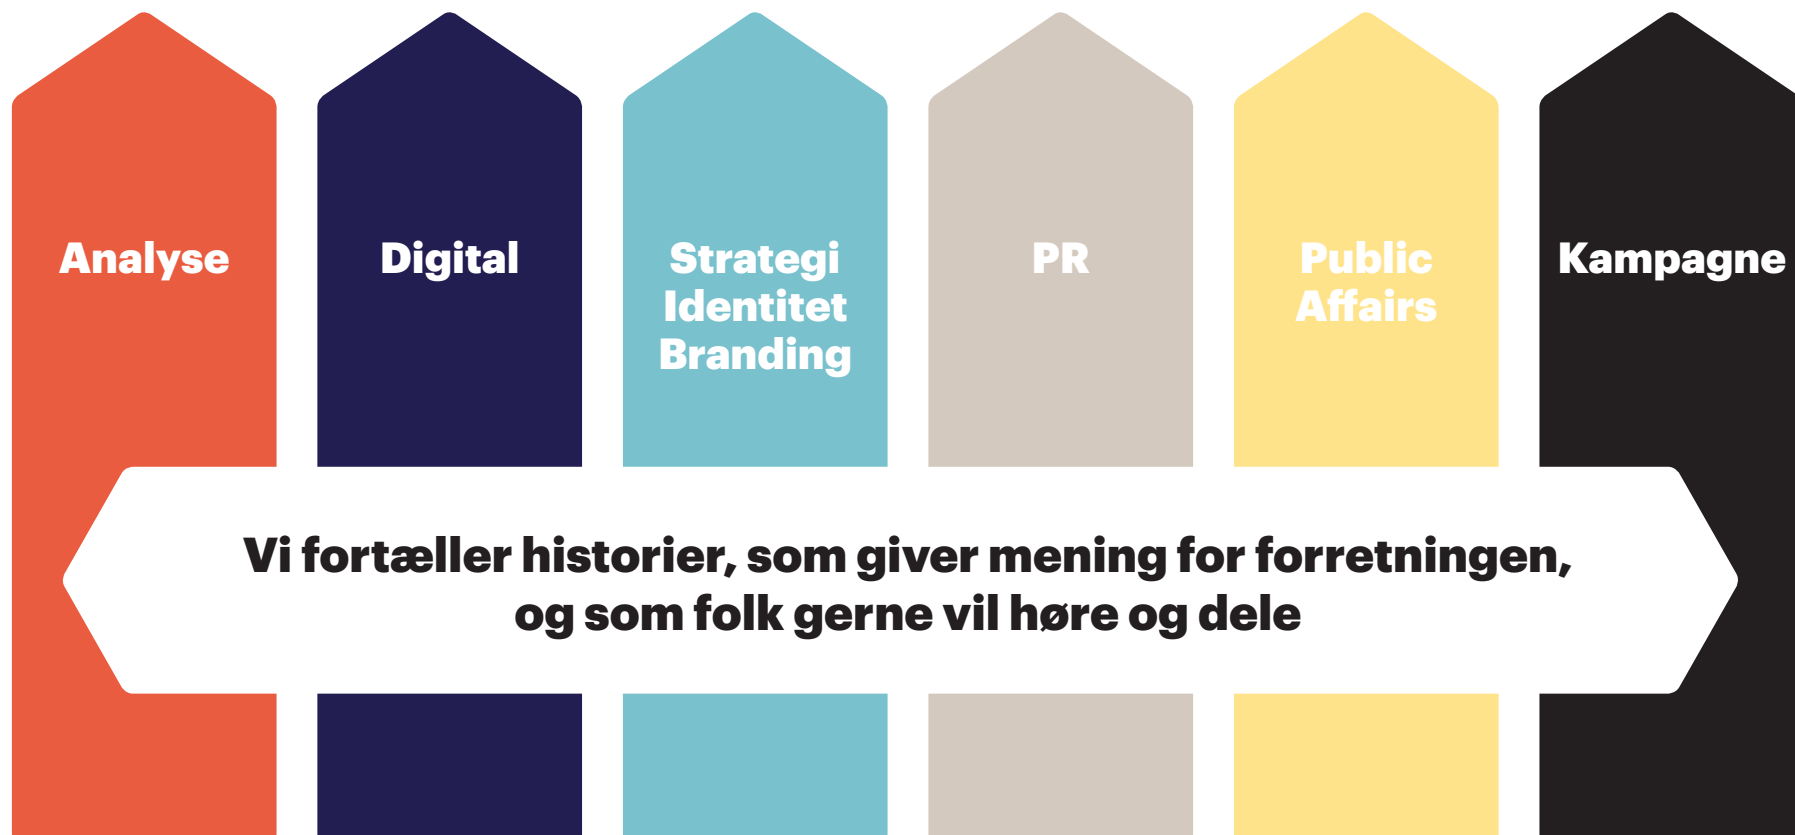 Analyse
Digital
Strategi
Identitet
Branding
PR
Public
Affairs
Kampagne
Vi fortæller historier, som giver mening for forretningen,
og som folk gerne vil høre og dele